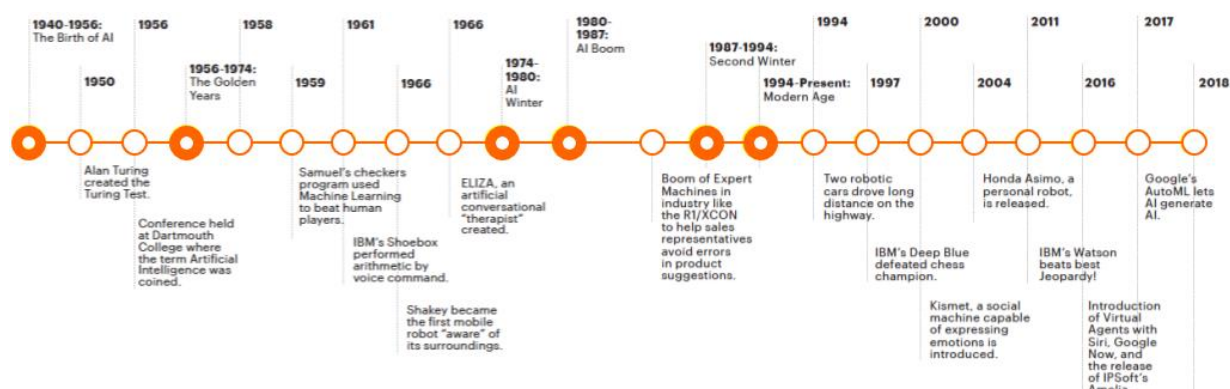 1940-1956:
The Birth of AI
1950
Alan Turing
created the
Turing Test.
1956
Conference held
at Dartmouth
College where
the term Artificial
Intelligence was
coined.
1956-1974:
The Golden
Years
1958
1959
Samuel's checkers
program used
Machine Learning
to beat human
players.
1961
IBM's Shoebox
performed
arithmetic by
voice command.
1966
Shakey became
the first mobile
robot "aware" of
its surroundings.
1966
ELIZA, an
artificial
conversational
"therapist"
created.
1974-
1980:
AI
Winter
1980-
1987:
AI Boom
Boom of Expert
Machines in
industry like
the R1/XCON
to help sales
representatives
avoid errors
in product
suggestions.
1987-1994:
Second Winter
1994-Present:
Modern Age
1994
Two robotic
cars drove long
distance on the
highway.
1997
IBM's Deep Blue
defeated chess
champion.
2000
Kismet, a social
machine capable
of expressing
emotions is
introduced.
2004
Honda Asimo, a
personal robot,
is released.
2011
IBM's Watson
beats best
Jeopardy!
2016
Introduction
of Virtual
Agents with
Siri, Google
Now, and
the release
of IPSoft's
2017
Google's
AutoML lets
AI generate
AI.
2018